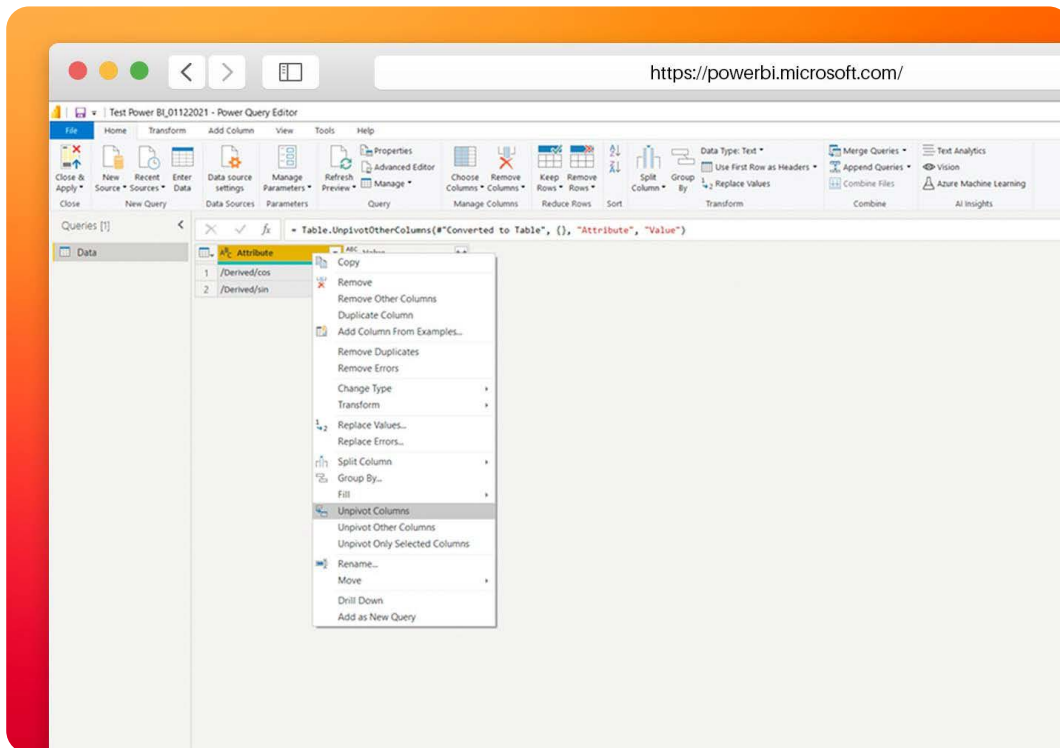 https://powerbi.microsoft.com/
Test Power BI_01122021 - Power Query Editor
File Home Transform Add Column View Tools Help
Close & Apply
New Source
Recent Sources
Enter Data
Data source settings
Manage Parameters
Refresh Preview
Properties
Advanced Editor
Manage
Choose Columns
Remove Columns
Keep Rows
Remove Rows
Split Column
Group By
Data Type: Text
Use First Row as Headers
Replace Values
Merge Queries
Append Queries
Combine Files
Text Analytics
Vision
Azure Machine Learning
Close New Query Data Sources Parameters Query Manage Columns Reduce Rows Sort Transform Combine AI Insights
Queries [1]
= Table.UnpivotOtherColumns(#"Converted to Table", {}, "Attribute", "Value")
Data
Attribute
1 /Derived/cos
2 /Derived/sin
Copy
Remove
Remove Other Columns
Duplicate Column
Add Column From Examples...
Remove Duplicates
Remove Errors
Change Type
Transform
Replace Values...
Replace Errors...
Split Column
Group By...
Fill
Unpivot Columns
Unpivot Other Columns
Unpivot Only Selected Columns
Rename...
Move
Drill Down
Add as New Query